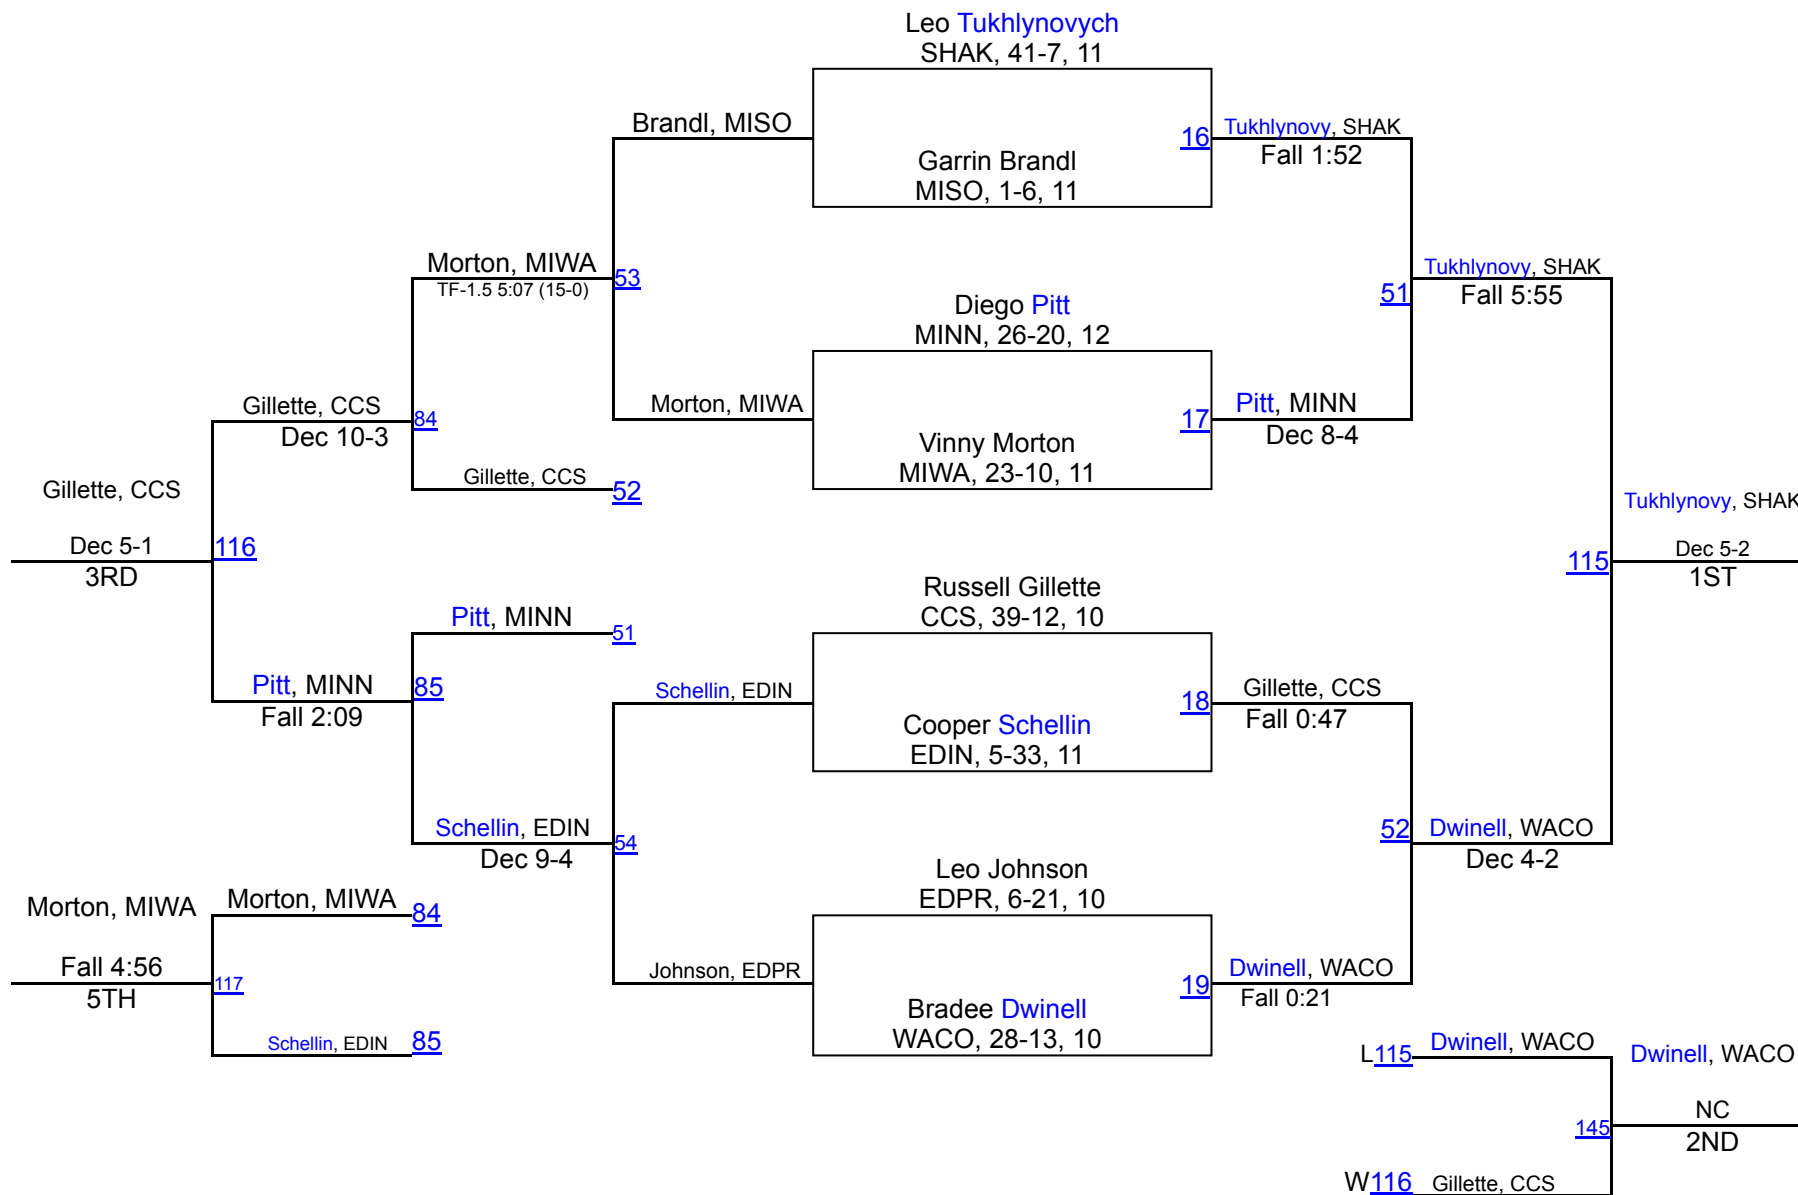 Leo Tukhlynovych
SHAK, 41-7, 11
Brandl, MISO
16
Tukhlynovy, SHAK
Fall 1:52
Garrin Brandl
MISO, 1-6, 11
Morton, MIWA
TF-1.5 5:07 (15-0)
53
Tukhlynovy, SHAK
Fall 5:55
51
Diego Pitt
MINN, 26-20, 12
Gillette, CCS
Dec 10-3
84
Morton, MIWA
17
Pitt, MINN
Dec 8-4
Vinny Morton
MIWA, 23-10, 11
Gillette, CCS
52
Gillette, CCS
Dec 5-1
3RD
116
Tukhlynovy, SHAK
115
Dec 5-2
1ST
Russell Gillette
CCS, 39-12, 10
Pitt, MINN
51
Pitt, MINN
Fall 2:09
85
Schellin, EDIN
18
Gillette, CCS
Fall 0:47
Cooper Schellin
EDIN, 5-33, 11
Schellin, EDIN
Dec 9-4
54
52
Dwinell, WACO
Dec 4-2
Leo Johnson
EDPR, 6-21, 10
Morton, MIWA
Morton, MIWA
84
Fall 4:56
5TH
117
Johnson, EDPR
19
Dwinell, WACO
Fall 0:21
Bradee Dwinell
WACO, 28-13, 10
Schellin, EDIN
85
L115
Dwinell, WACO
Dwinell, WACO
145
NC
2ND
W116
Gillette, CCS